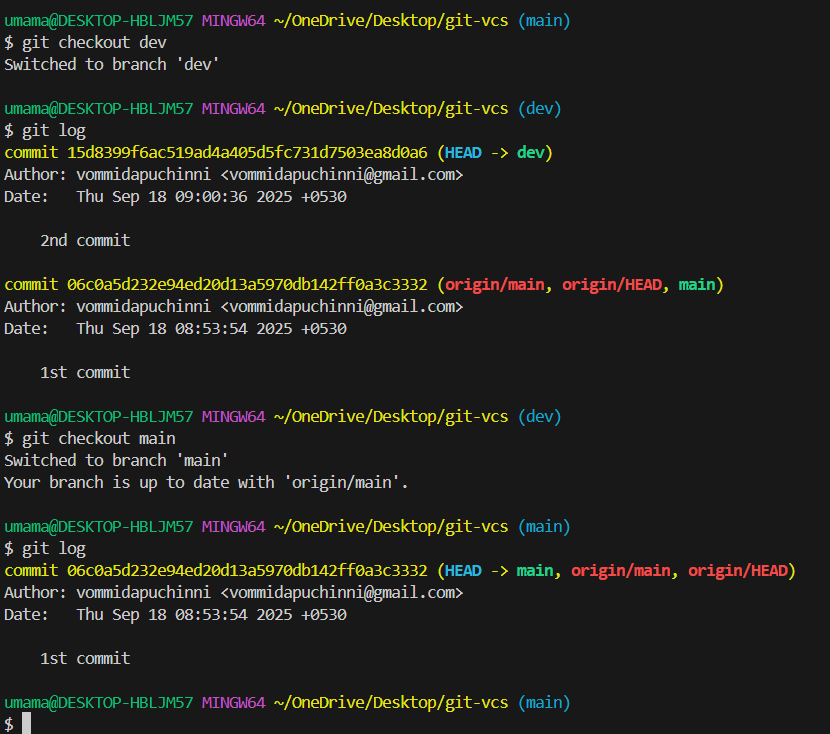 umama@DESKTOP-HBLJM57 MINGW64 ~/OneDrive/Desktop/git-vcs (main)
$ git checkout dev
Switched to branch 'dev'
umama@DESKTOP-HBLJM57 MINGW64 ~/OneDrive/Desktop/git-vcs (dev)
$ git log
commit 15d8399f6ac519ad4a405d5fc731d7503ea8d0a6 (HEAD -> dev)
Author: vommidapuchinni <vommidapuchinni@gmail.com>
Date:   Thu Sep 18 09:00:36 2025 +0530
    2nd commit
commit 06c0a5d232e94ed20d13a5970db142ff0a3c3332 (origin/main, origin/HEAD, main)
Author: vommidapuchinni <vommidapuchinni@gmail.com>
Date:   Thu Sep 18 08:53:54 2025 +0530
    1st commit
umama@DESKTOP-HBLJM57 MINGW64 ~/OneDrive/Desktop/git-vcs (dev)
$ git checkout main
Switched to branch 'main'
Your branch is up to date with 'origin/main'.
umama@DESKTOP-HBLJM57 MINGW64 ~/OneDrive/Desktop/git-vcs (main)
$ git log
commit 06c0a5d232e94ed20d13a5970db142ff0a3c3332 (HEAD -> main, origin/main, origin/HEAD)
Author: vommidapuchinni <vommidapuchinni@gmail.com>
Date:   Thu Sep 18 08:53:54 2025 +0530
    1st commit
umama@DESKTOP-HBLJM57 MINGW64 ~/OneDrive/Desktop/git-vcs (main)
$